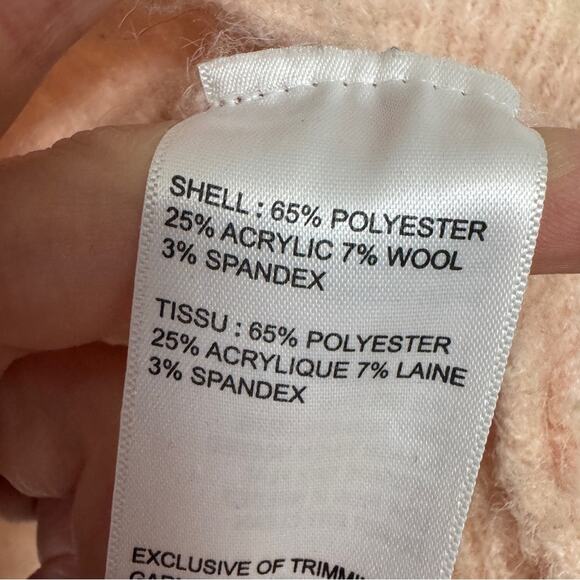 SHELL : 65% POLYESTER
25% ACRYLIC 7% WOOL
3% SPANDEX
TISSU : 65% POLYESTER
25% ACRYLIQUE 7% LAINE
3% SPANDEX
EXCLUSIVE OF